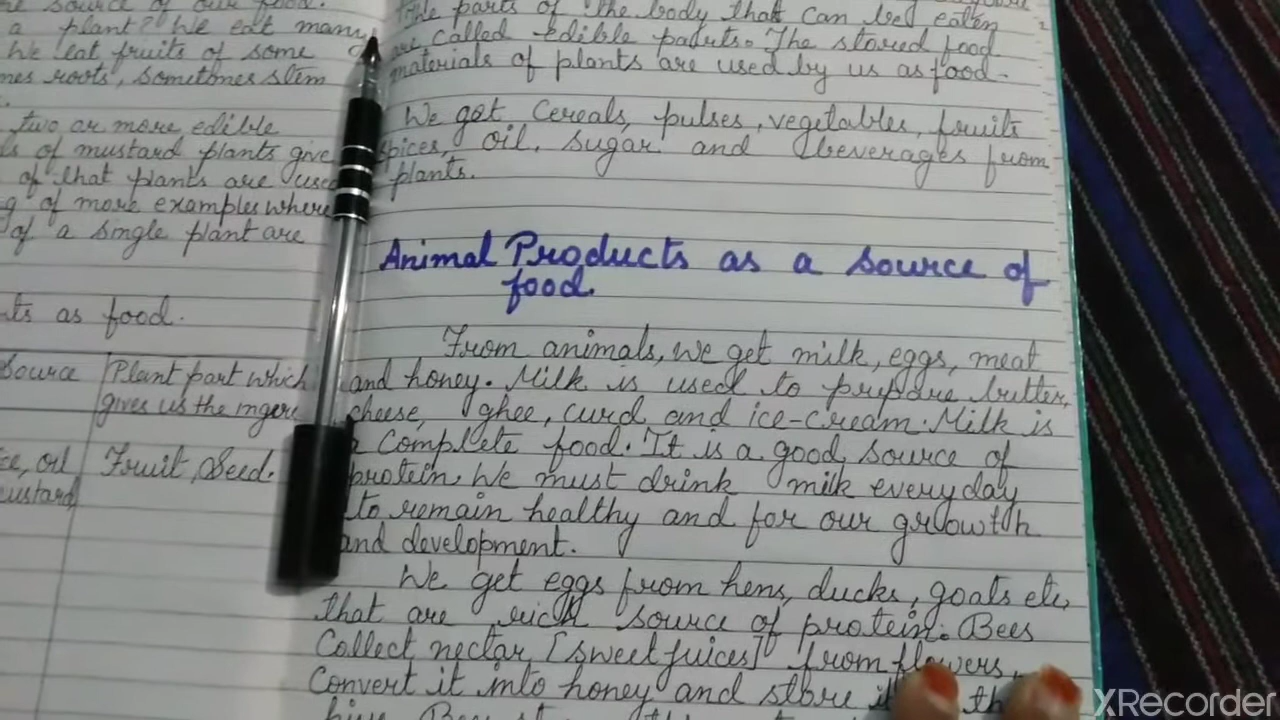 a plant? We eat many
We eat fruits of some
roots, sometimes stem
two or more edible
of mustard plants give
of that plants are used
of more examples where
of a single plant are
as food.
Source
Plant part which
gives us the
oil
Fruit, Seed.
parts of the body that can be eaten
are called edible parts. The stored food
materials of plants are used by us as food.
We get Cereals, pulses, vegetables, fruits
spices, oil, sugar and beverages from
plants.
Animal Products as a source of
food.
From animals, we get milk, eggs, meat
and honey. Milk is used to prepare butter,
cheese, ghee, curd and ice-cream. Milk is
a complete food. It is a good source of
protein. We must drink milk everyday
to remain healthy and for our growth
and development.
We get eggs from hens, ducks, goats etc,
that are rich source of protein. Bees
Collect nectar [sweet juices] from flowers,
Convert it into honey and store it
XRecorder